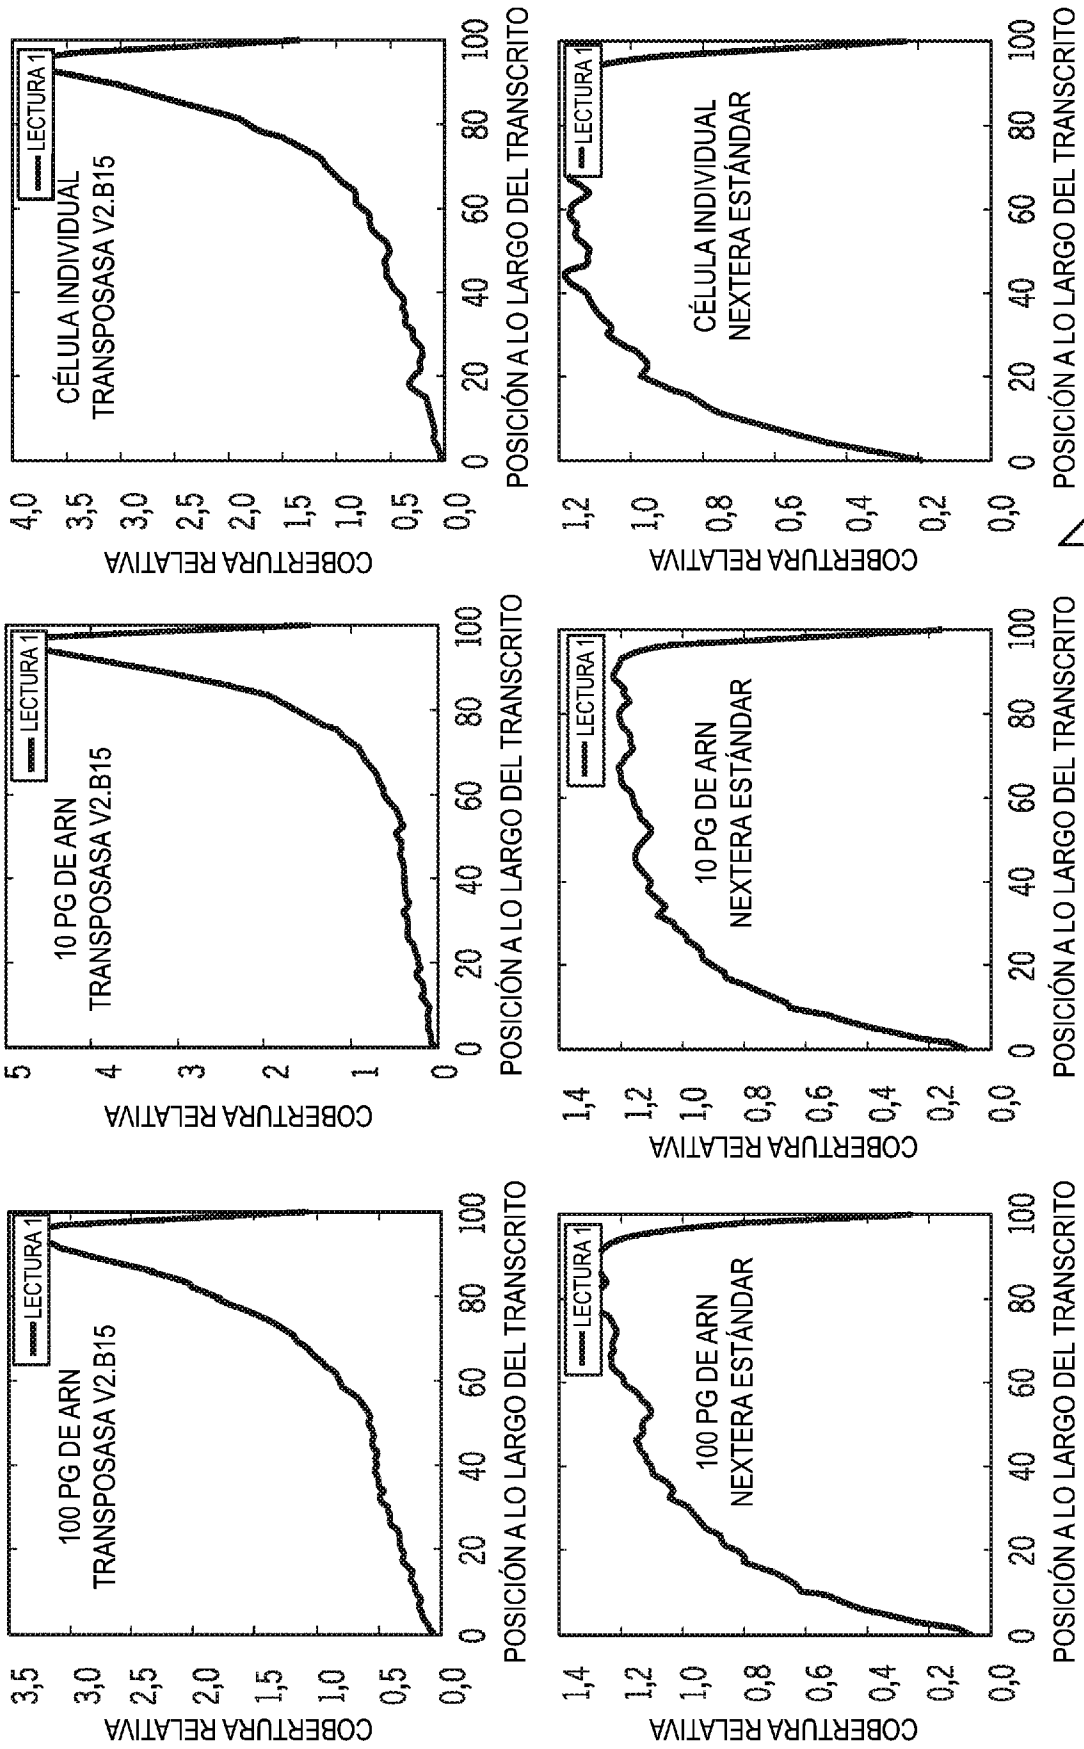 3,5
3,0
2,5
2,0
1,5
1,0
0,5
0,0
COBERTURA RELATIVA
100 PG DE ARN
TRANSPOSASA V2.B15
LECTURA 1
0 20 40 60 80 100
POSICIÓN A LO LARGO DEL TRANSCRITO
5
4
3
2
1
0
COBERTURA RELATIVA
10 PG DE ARN
TRANSPOSASA V2.B15
LECTURA 1
0 20 40 60 80 100
POSICIÓN A LO LARGO DEL TRANSCRITO
4,0
3,5
3,0
2,5
2,0
1,5
1,0
0,5
0,0
COBERTURA RELATIVA
CÉLULA INDIVIDUAL
TRANSPOSASA V2.B15
LECTURA 1
0 20 40 60 80 100
POSICIÓN A LO LARGO DEL TRANSCRITO
1,4
1,2
1,0
0,8
0,6
0,4
0,2
0,0
COBERTURA RELATIVA
100 PG DE ARN
NEXTERA ESTÁNDAR
LECTURA 1
0 20 40 60 80 100
POSICIÓN A LO LARGO DEL TRANSCRITO
1,4
1,2
1,0
0,8
0,6
0,4
0,2
0,0
COBERTURA RELATIVA
10 PG DE ARN
NEXTERA ESTÁNDAR
LECTURA 1
0 20 40 60 80 100
POSICIÓN A LO LARGO DEL TRANSCRITO
1,2
1,0
0,8
0,6
0,4
0,2
0,0
COBERTURA RELATIVA
CÉLULA INDIVIDUAL
NEXTERA ESTÁNDAR
LECTURA 1
0 20 40 60 80 100
POSICIÓN A LO LARGO DEL TRANSCRITO